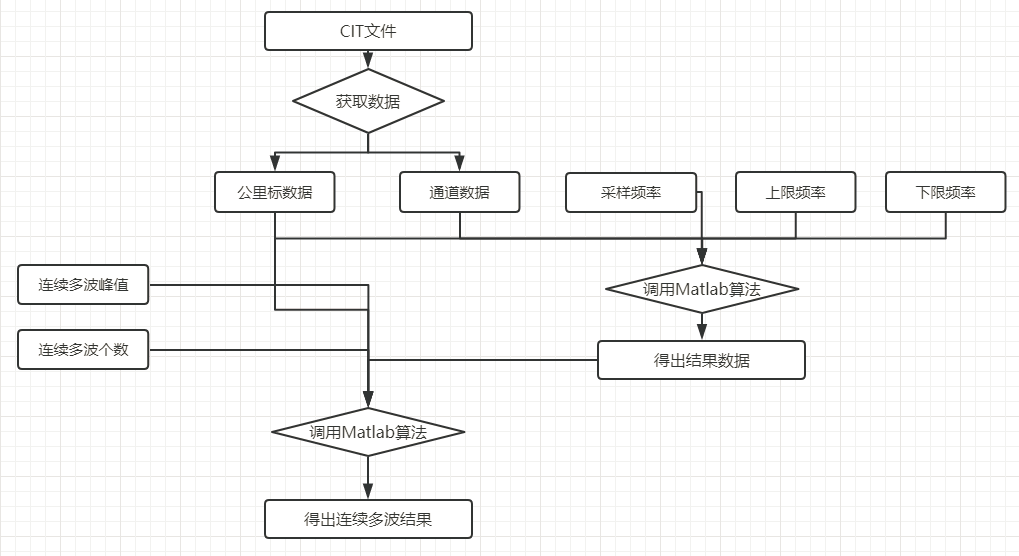 CIT文件
获取数据
公里标数据
通道数据
采样频率
上限频率
下限频率
连续多波峰值
调用Matlab算法
连续多波个数
得出结果数据
调用Matlab算法
得出连续多波结果